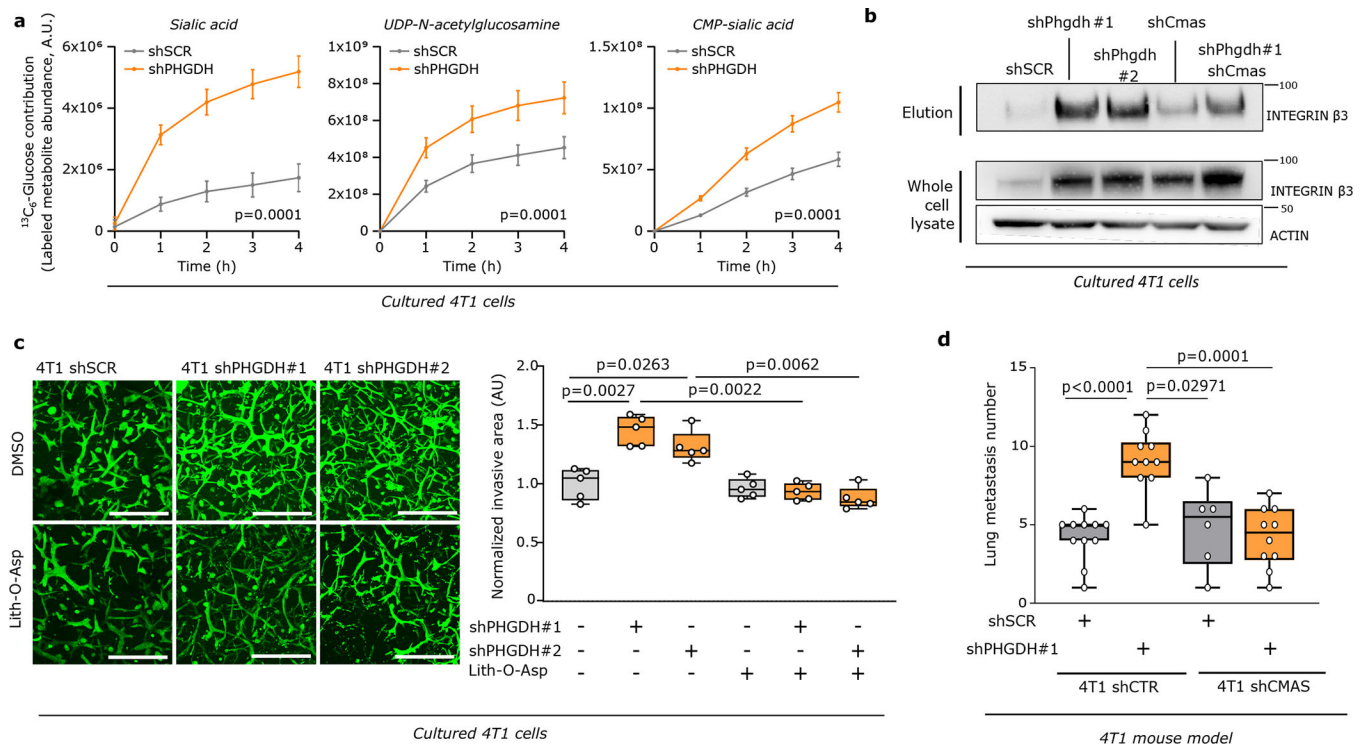 a
Sialic acid
UDP-N-acetylglucosamine
CMP-sialic acid
¹³C₆-Glucose contribution
(Labeled metabolite abundance, A.U.)
6x10⁶
4x10⁶
2x10⁶
0
shSCR
shPHGDH
p=0.0001
0 1 2 3 4
Time (h)
1x10⁹
8x10⁸
6x10⁸
4x10⁸
2x10⁸
0
shSCR
shPHGDH
p=0.0001
0 1 2 3 4
Time (h)
1.5x10⁸
1x10⁸
5x10⁷
0
shSCR
shPHGDH
p=0.0001
0 1 2 3 4
Time (h)
Cultured 4T1 cells
b
shPhgdh #1 shCmas
shSCR
shPhgdh
#2
shPhgdh#1
shCmas
Elution
100
INTEGRIN β3
Whole
cell
lysate
100
INTEGRIN β3
50
ACTIN
Cultured 4T1 cells
c
4T1 shSCR 4T1 shPHGDH#1 4T1 shPHGDH#2
DMSO
Lith-O-Asp
Normalized invasive area (AU)
2.0
1.5
1.0
0.5
0
p=0.0263 p=0.0062
p=0.0027 p=0.0022
shPHGDH#1 - + - - + -
shPHGDH#2 - - + - - +
Lith-O-Asp - - - + + +
Cultured 4T1 cells
d
Lung metastasis number
15
10
5
0
p=0.0001
p<0.0001 p=0.02971
shSCR + +
shPHGDH#1 + +
4T1 shCTR 4T1 shCMAS
4T1 mouse model